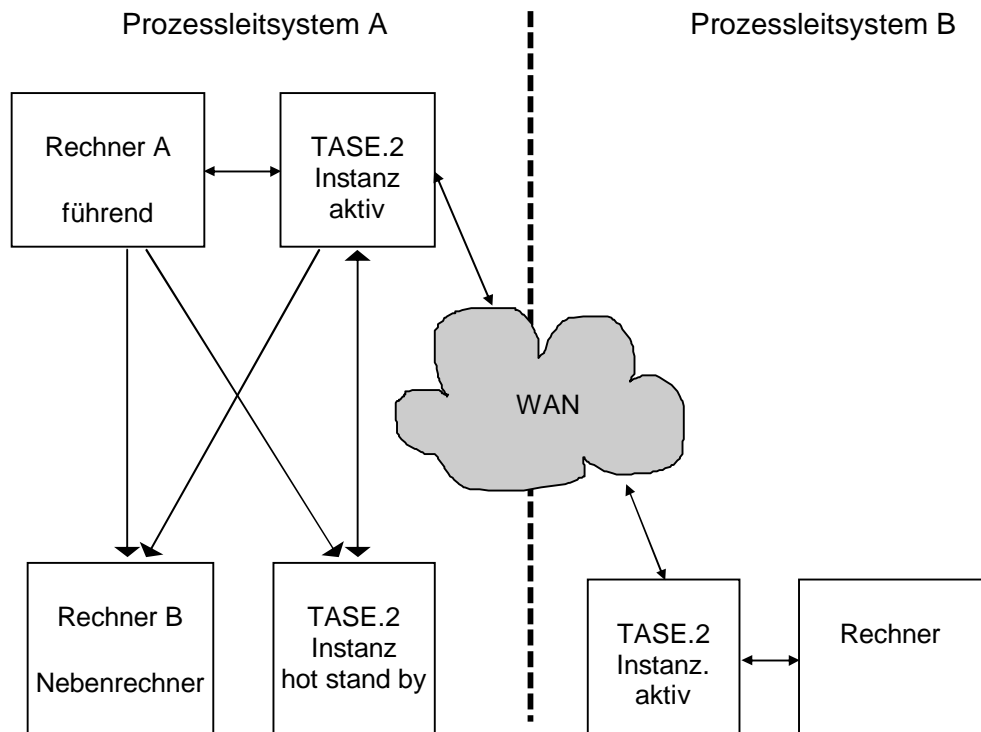 Prozessleitsystem A
Prozessleitsystem B
Rechner A
führend
TASE.2
Instanz
aktiv
WAN
Rechner B
Nebenrechner
TASE.2
Instanz
hot stand by
TASE.2
Instanz.
aktiv
Rechner